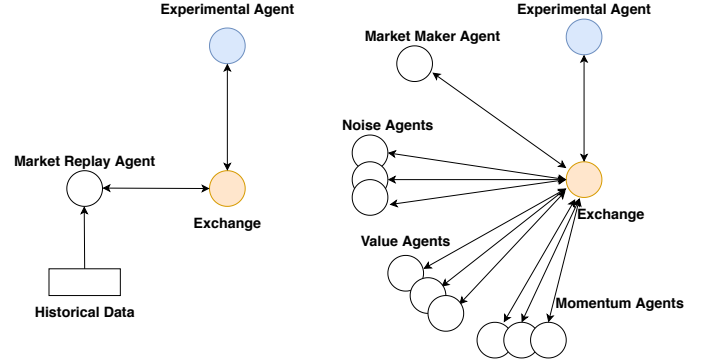 Experimental Agent
Market Replay Agent
Exchange
Historical Data
Experimental Agent
Market Maker Agent
Noise Agents
Exchange
Value Agents
Momentum Agents